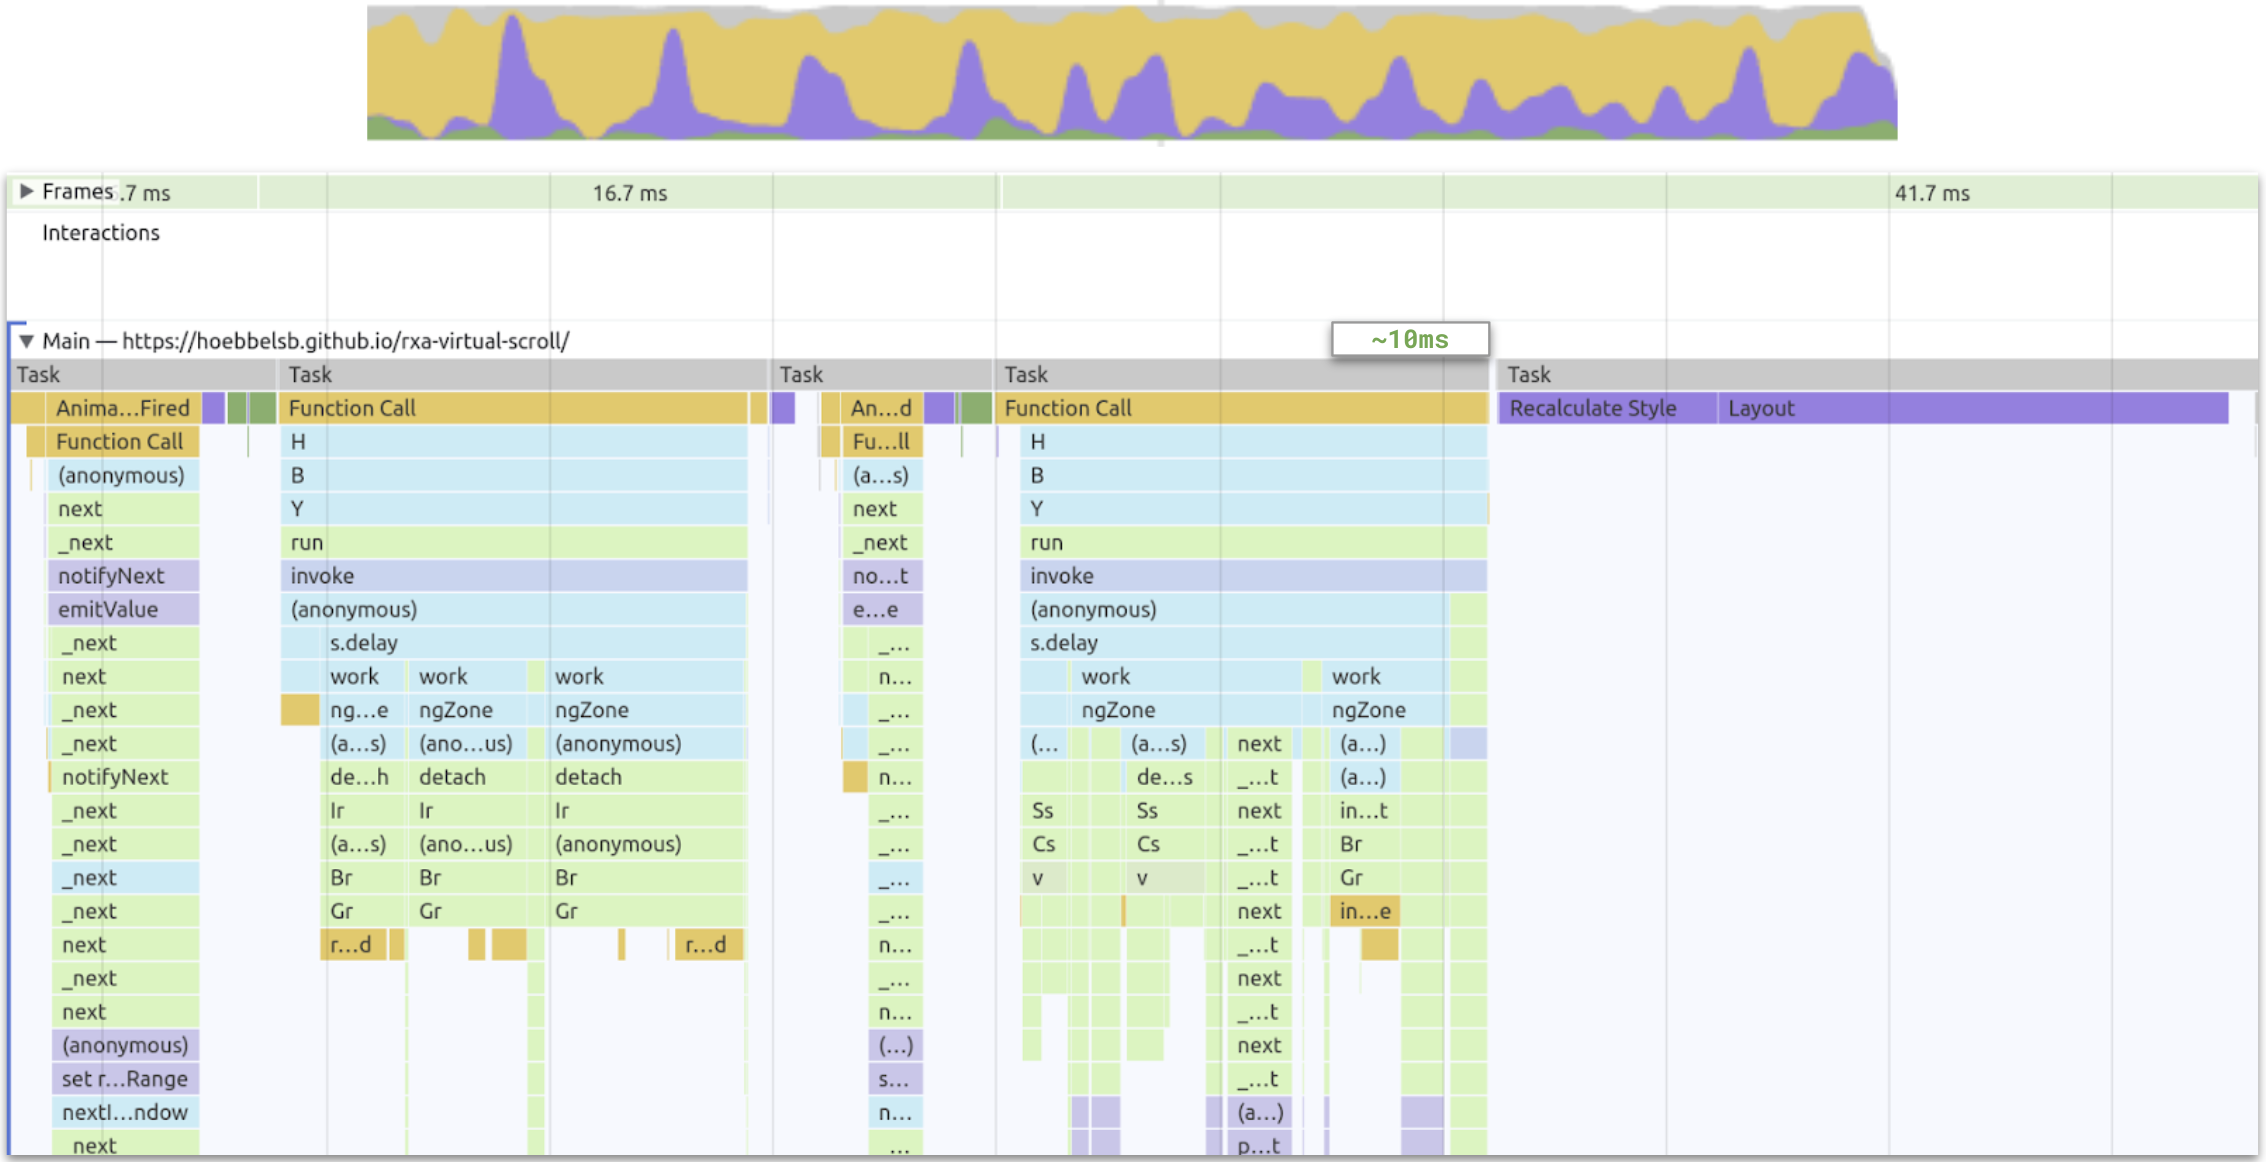 Frames .7 ms 16.7 ms 41.7 ms
Interactions
~10ms
Main — https://hoebbelsb.github.io/rxa-virtual-scroll/
Task Task Task Task Task
Anima...Fired Function Call An...d Function Call Recalculate Style Layout
Function Call H Fu...ll H
(anonymous) B (a...s) B
next Y next Y
_next run _next run
notifyNext invoke no...t invoke
emitValue (anonymous) e...e (anonymous)
_next s.delay _... s.delay
next work work work n... work work
_next ng...e ngZone ngZone _... ngZone ngZone
_next (a...s) (ano...us) (anonymous) _... (... (a...s) next (a...)
notifyNext de...h detach detach n... de...s _...t (a...)
_next Ir Ir Ir _... Ss Ss next in...t
_next (a...s) (ano...us) (anonymous) _... Cs Cs _...t Br
_next Br Br Br _... v v _...t Gr
_next Gr Gr Gr _... next in...e
next r...d r...d n... _...t
_next _... next
next n... _...t
(anonymous) (...) next
set r...Range s... _...t
nextI...ndow n... (a...)
next ... p...t